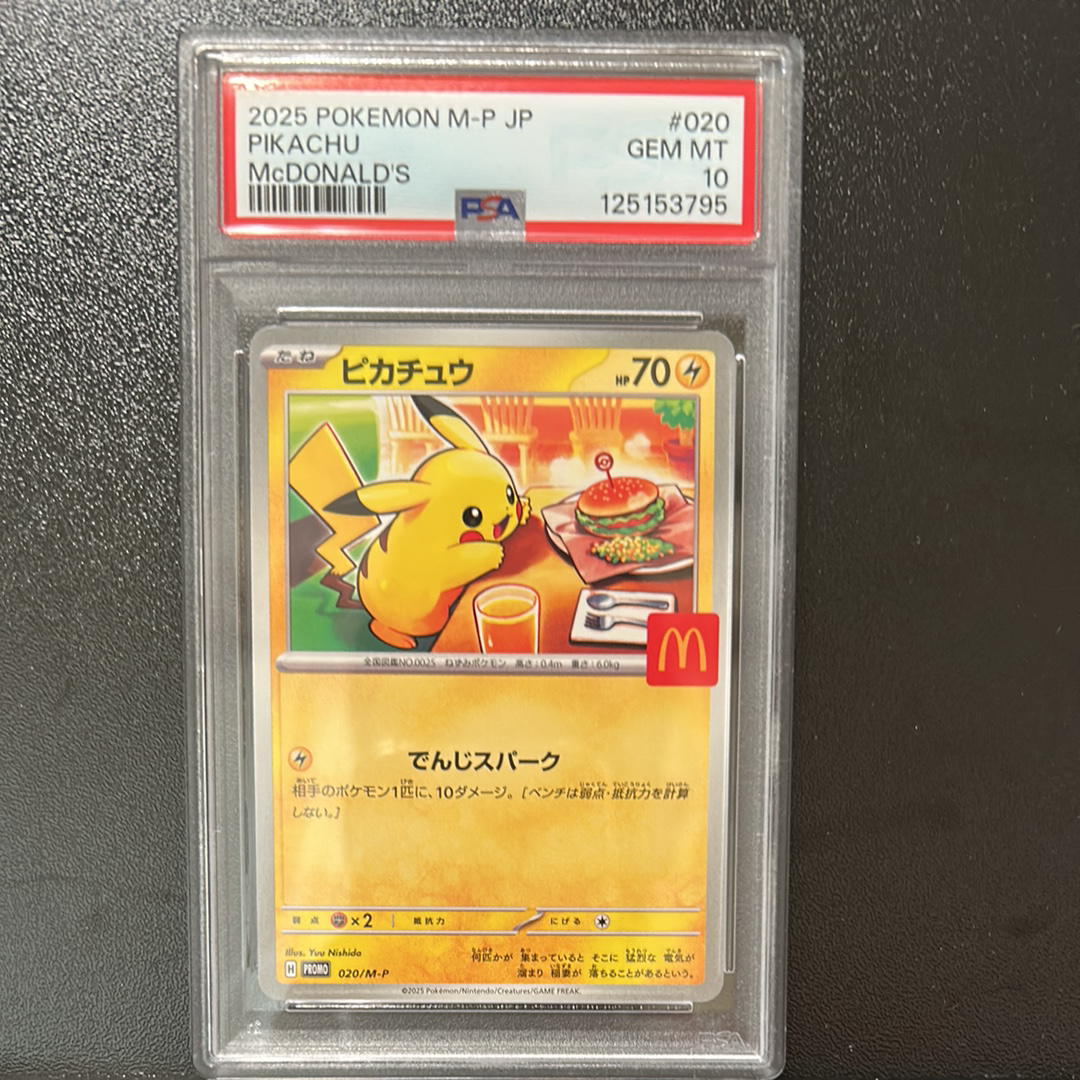 2025 POKEMON M-P JP
#020
PIKACHU
GEM MT
McDONALD'S
10
PSA
125153795
たね
ピカチュウ
HP70
全国図鑑NO.0025 ねずみポケモン 高さ:0.4m 重さ:6.0kg
でんじスパーク
相手のポケモン1匹に、10ダメージ。[ベンチは弱点・抵抗力を計算
しない。]
弱点 ×2 抵抗力 にげる
Illus. Yuu Nishida
何匹かが 集まっていると そこに 猛烈な 電気が
H PROMO 020/M-P
溜まり 稲妻が 落ちることがあるという。
©2025 Pokémon/Nintendo/Creatures/GAME FREAK.